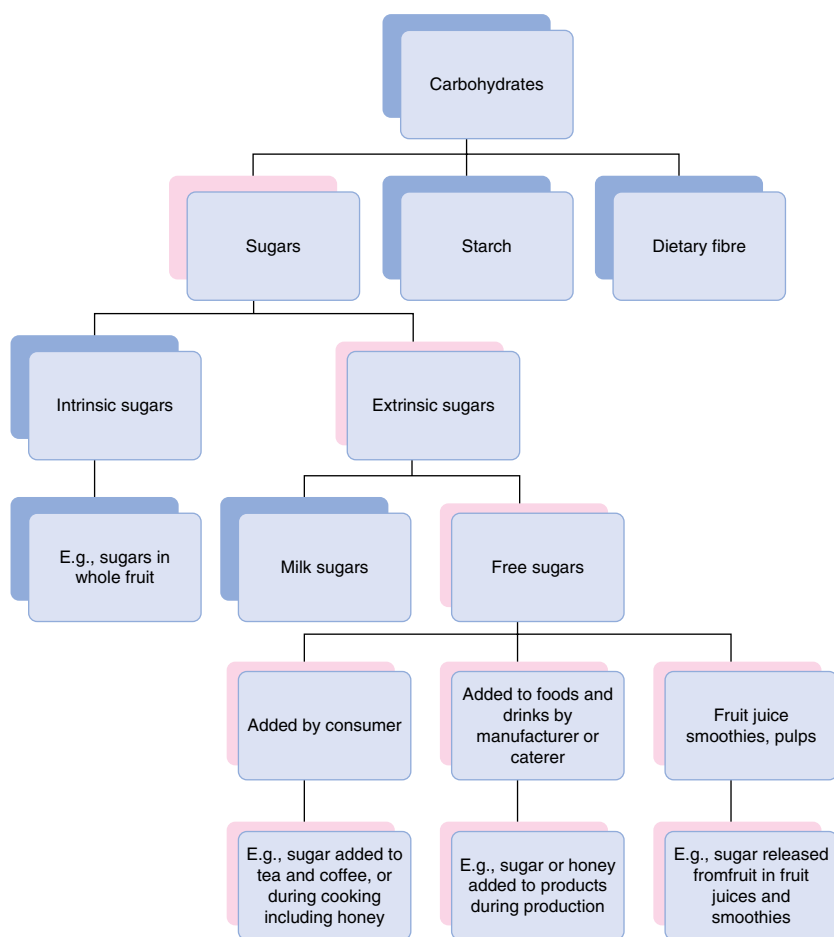 Carbohydrates
Sugars
Starch
Dietary fibre
Intrinsic sugars
Extrinsic sugars
E.g., sugars in
whole fruit
Milk sugars
Free sugars
Added by consumer
Added to foods and
drinks by
manufacturer or
caterer
Fruit juice
smoothies, pulps
E.g., sugar added to
tea and coffee, or
during cooking
including honey
E.g., sugar or honey
added to products
during production
E.g., sugar released
fromfruit in fruit
juices and
smoothies